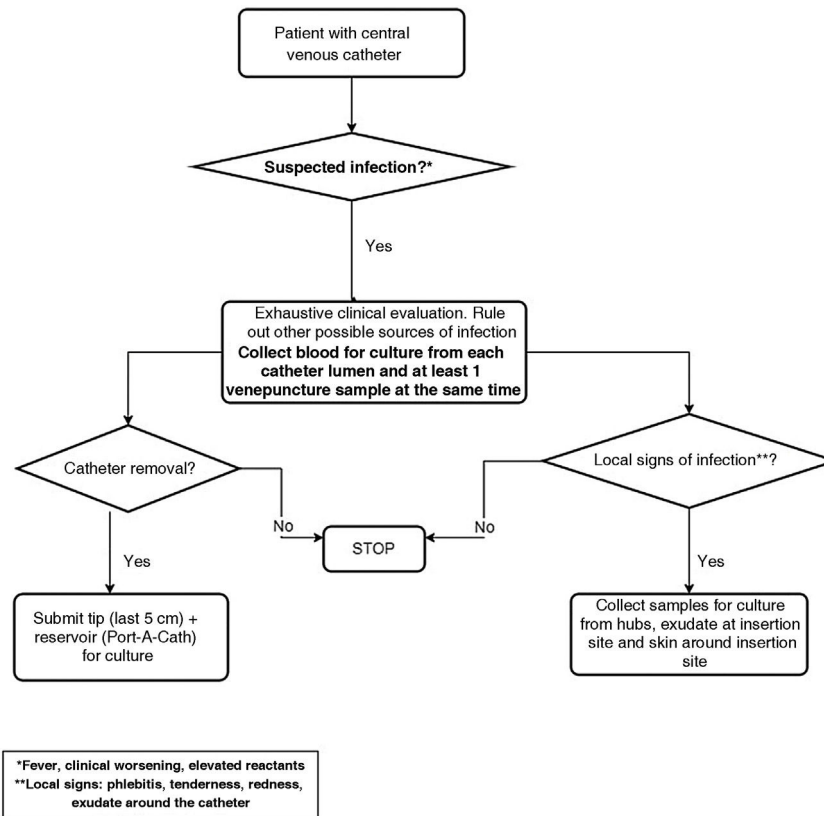 Patient with central
venous catheter
Suspected infection?*
Yes
Exhaustive clinical evaluation. Rule
out other possible sources of infection
Collect blood for culture from each
catheter lumen and at least 1
venepuncture sample at the same time
Catheter removal?
Local signs of infection**?
No
No
STOP
Yes
Yes
Submit tip (last 5 cm) +
reservoir (Port-A-Cath)
for culture
Collect samples for culture
from hubs, exudate at insertion
site and skin around insertion
site
*Fever, clinical worsening, elevated reactants
**Local signs: phlebitis, tenderness, redness,
exudate around the catheter